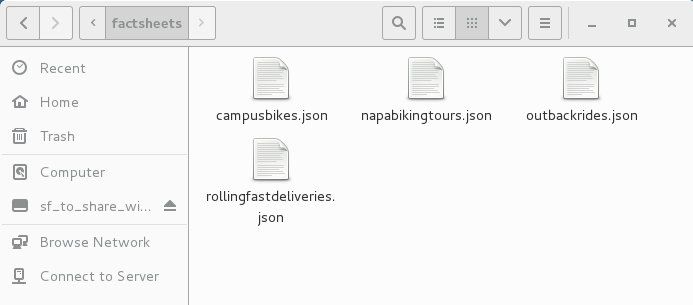 factsheets
Recent
Home
Trash
Computer
sf_to_share_wi...
Browse Network
Connect to Server
campusbikes.json
napabikingtours.json
outbackrides.json
rollingfastdeliveries.
json